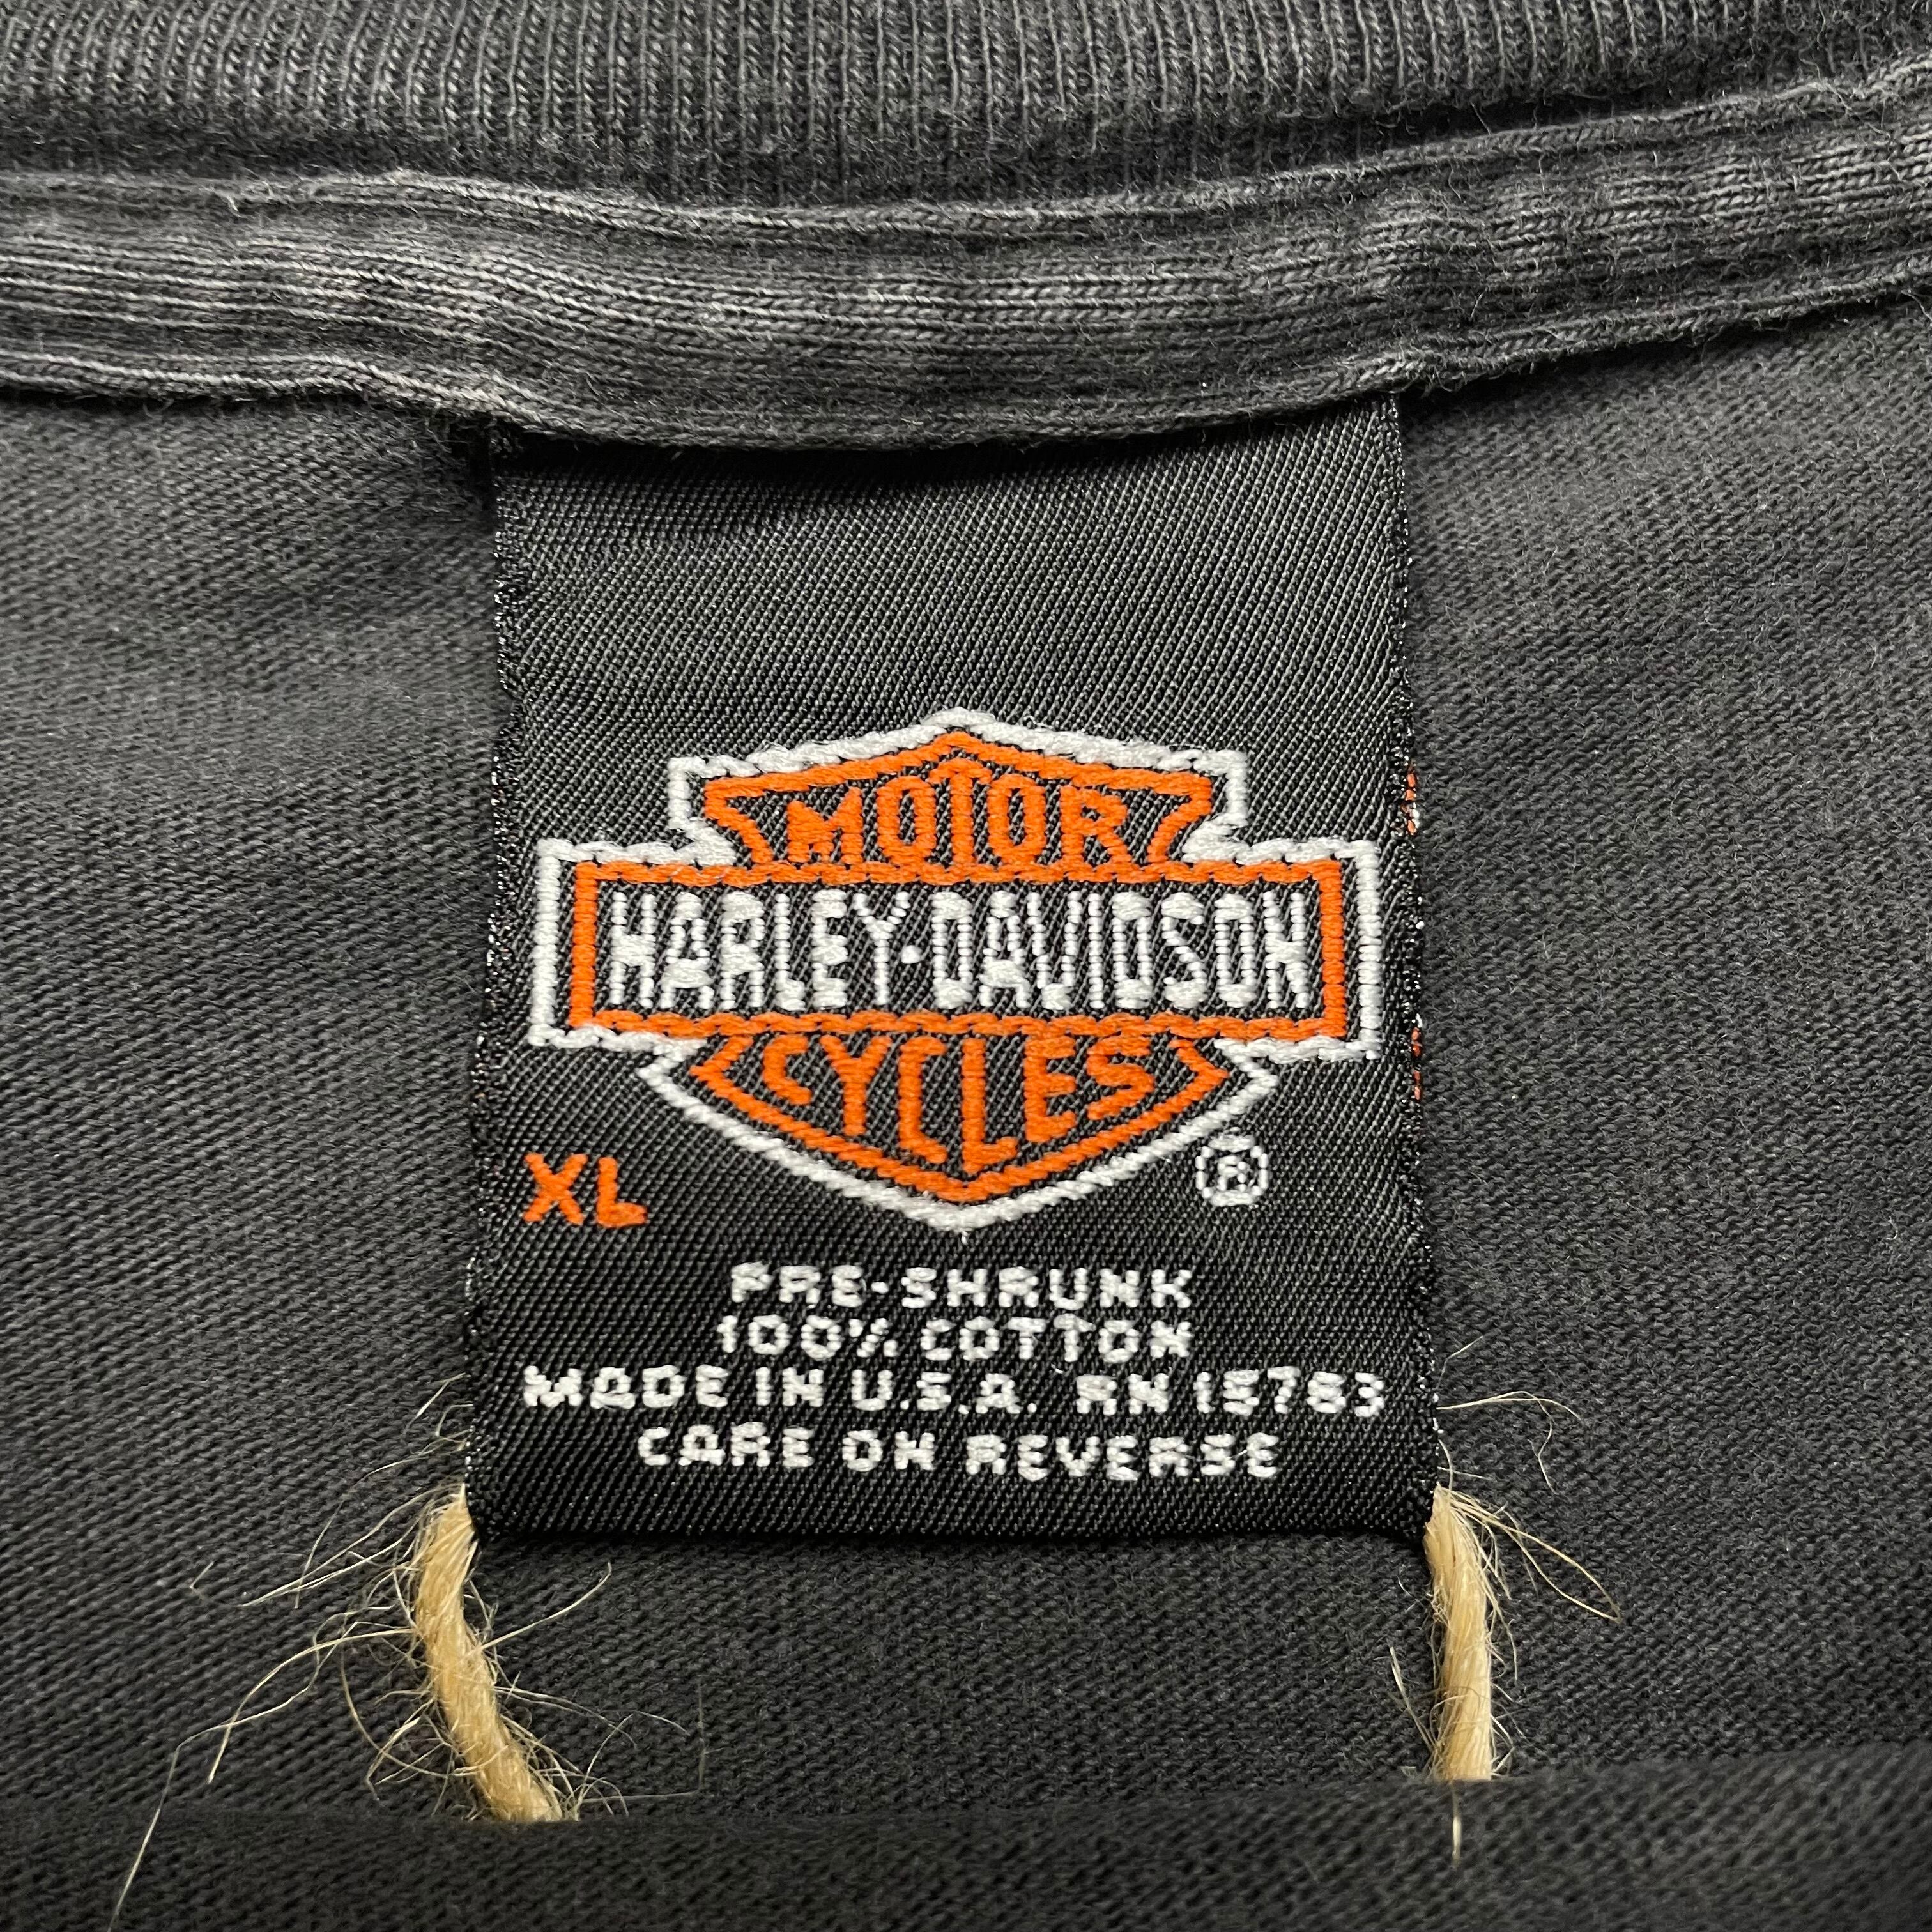 MOTOR
HARLEY-DAVIDSON
CYCLES
®
XL
PRE-SHRUNK
100% COTTON
MADE IN U.S.A. RN 15763
CARE ON REVERSE